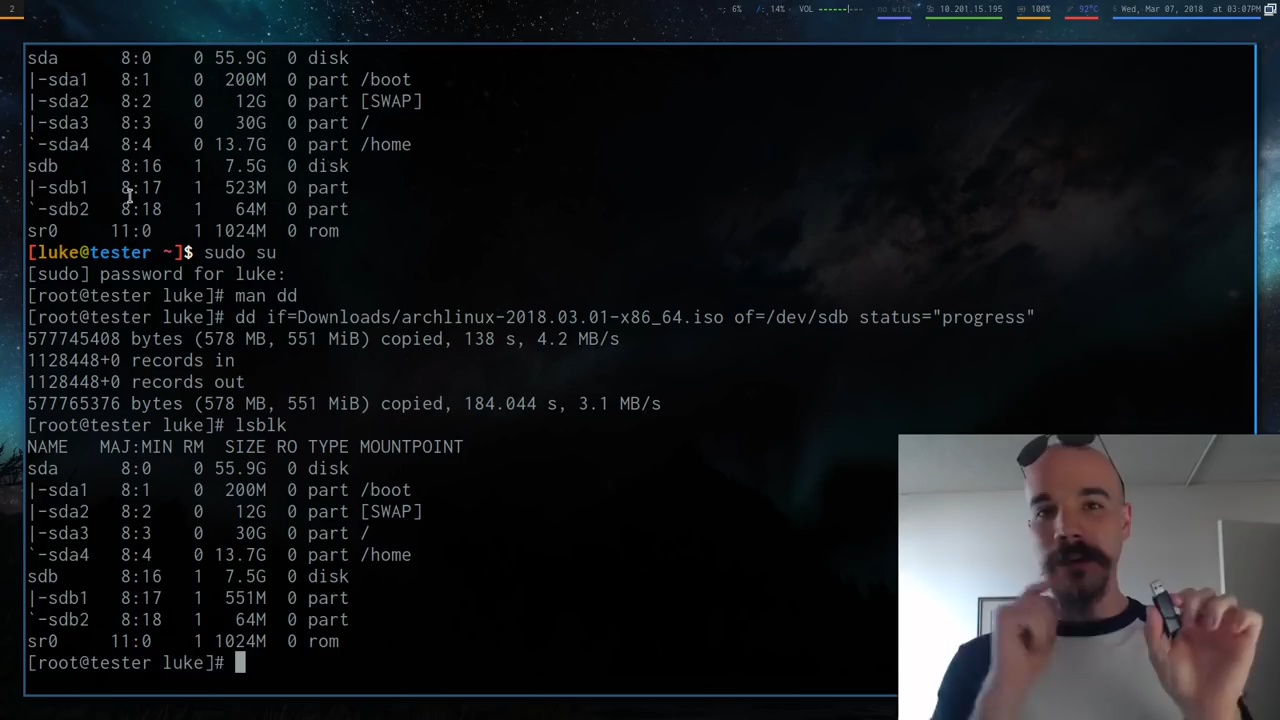 2
: 6%
: 14%
VOL
no wifi
10.201.15.195
100%
92°C
Wed, Mar 07, 2018 at 03:07PM
sda 8:0 0 55.9G 0 disk
|-sda1 8:1 0 200M 0 part /boot
|-sda2 8:2 0 12G 0 part [SWAP]
|-sda3 8:3 0 30G 0 part /
`-sda4 8:4 0 13.7G 0 part /home
sdb 8:16 1 7.5G 0 disk
|-sdb1 8:17 1 523M 0 part
`-sdb2 8:18 1 64M 0 part
sr0 11:0 1 1024M 0 rom
[luke@tester ~]$ sudo su
[sudo] password for luke:
[root@tester luke]# man dd
[root@tester luke]# dd if=Downloads/archlinux-2018.03.01-x86_64.iso of=/dev/sdb status="progress"
577745408 bytes (578 MB, 551 MiB) copied, 138 s, 4.2 MB/s
1128448+0 records in
1128448+0 records out
577765376 bytes (578 MB, 551 MiB) copied, 184.044 s, 3.1 MB/s
[root@tester luke]# lsblk
NAME MAJ:MIN RM SIZE RO TYPE MOUNTPOINT
sda 8:0 0 55.9G 0 disk
|-sda1 8:1 0 200M 0 part /boot
|-sda2 8:2 0 12G 0 part [SWAP]
|-sda3 8:3 0 30G 0 part /
`-sda4 8:4 0 13.7G 0 part /home
sdb 8:16 1 7.5G 0 disk
|-sdb1 8:17 1 551M 0 part
`-sdb2 8:18 1 64M 0 part
sr0 11:0 1 1024M 0 rom
[root@tester luke]#